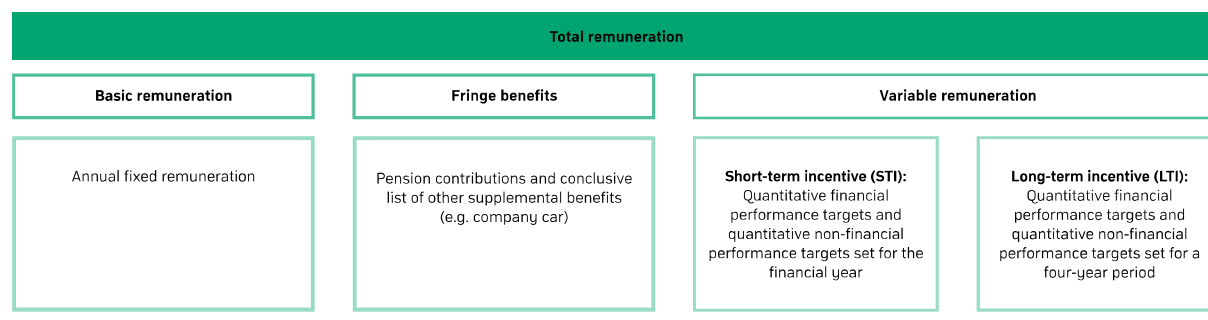 Total remuneration
Basic remuneration
Fringe benefits
Variable remuneration
Annual fixed remuneration
Pension contributions and conclusive
list of other supplemental benefits
(e.g. company car)
Short-term incentive (STI):
Quantitative financial
performance targets and
quantitative non-financial
performance targets set for the
financial year
Long-term incentive (LTI):
Quantitative financial
performance targets and
quantitative non-financial
performance targets set for a
four-year period